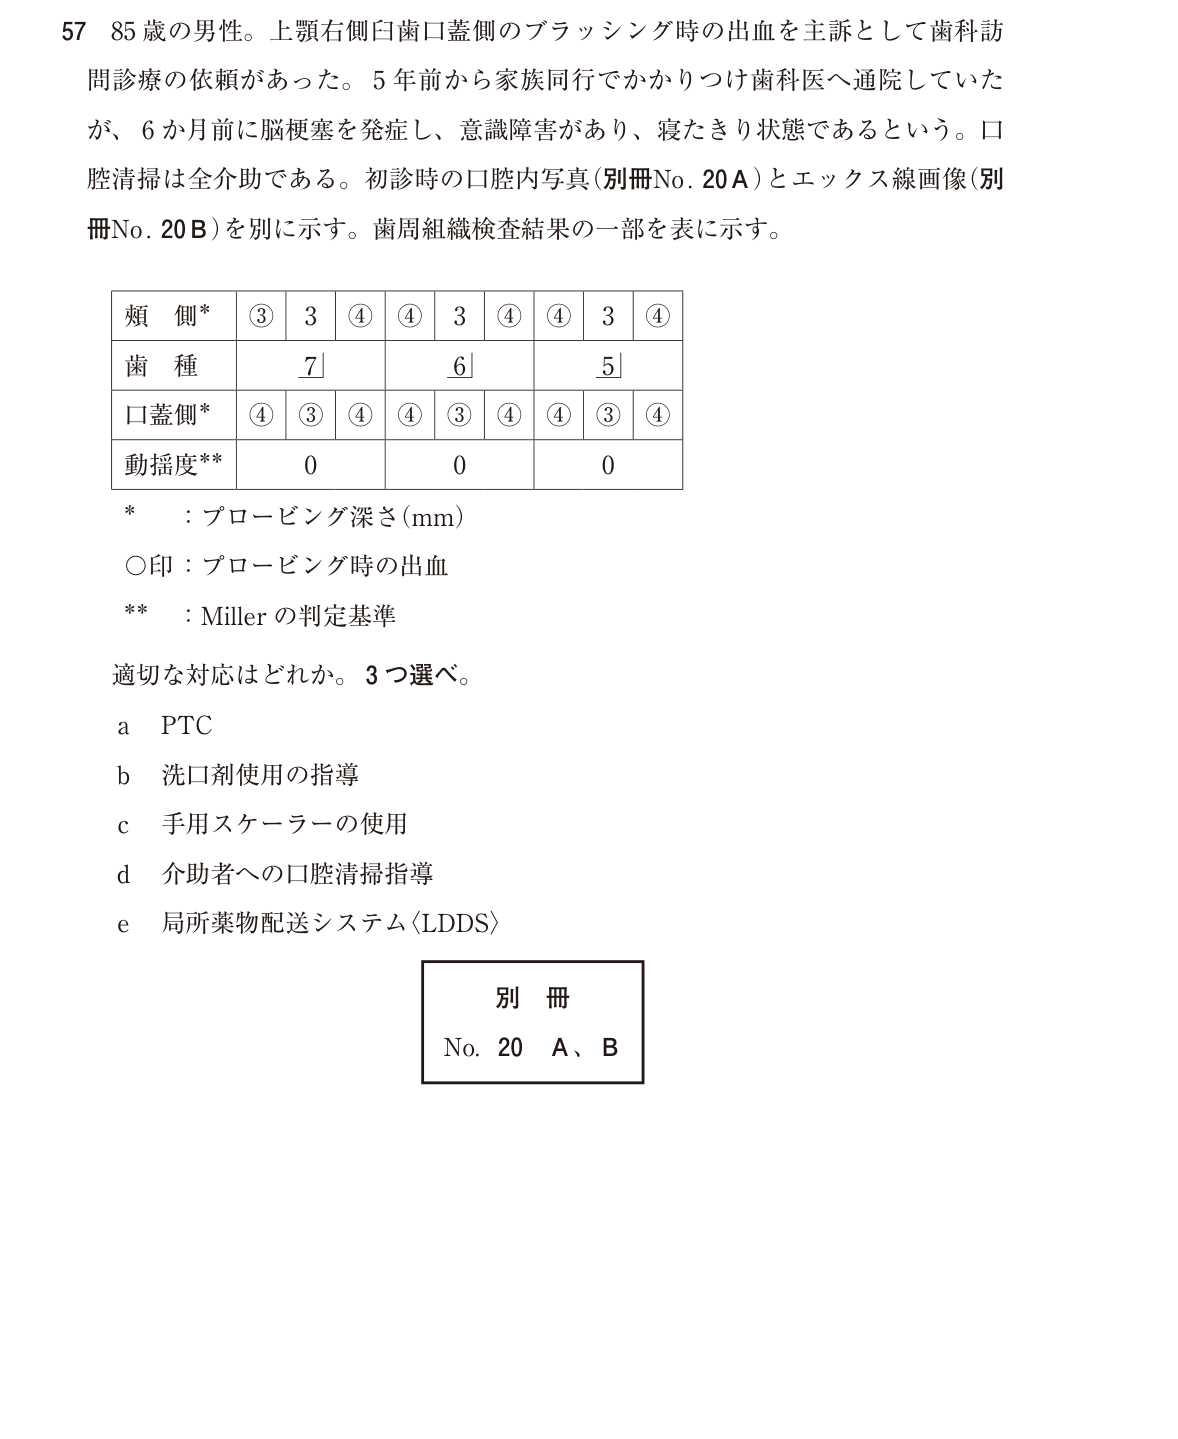 57 85歳の男性。上顎右側臼歯口蓋側のブラッシング時の出血を主訴として歯科訪
問診療の依頼があった。5年前から家族同行でかかりつけ歯科医へ通院していた
が、6か月前に脳梗塞を発症し、意識障害があり、寝たきり状態であるという。口
腔清掃は全介助である。初診時の口腔内写真(別冊No. 20 A)とエックス線画像(別
冊No. 20 B)を別に示す。歯周組織検査結果の一部を表に示す。
頰 側* ③ 3 ④ ④ 3 ④ ④ 3 ④
歯 種 7 6 5
口蓋側* ④ ③ ④ ④ ③ ④ ④ ③ ④
動揺度** 0 0 0
* :プロービング深さ(mm)
○印:プロービング時の出血
** :Millerの判定基準
適切な対応はどれか。3つ選べ。
a PTC
b 洗口剤使用の指導
c 手用スケーラーの使用
d 介助者への口腔清掃指導
e 局所薬物配送システム〈LDDS〉
別 冊
No. 20 A、B